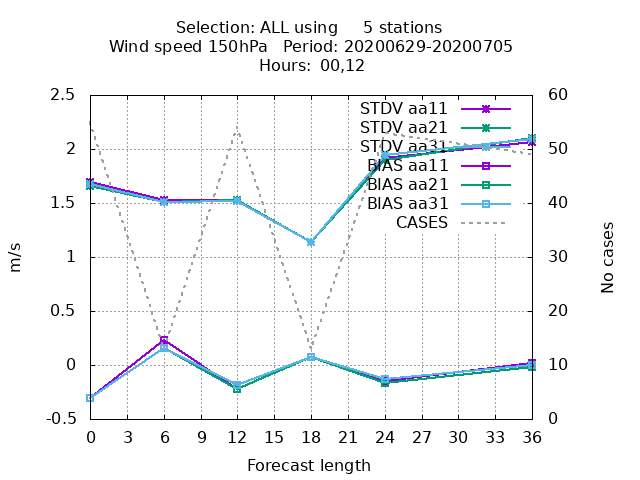 Selection: ALL using 5 stations
Wind speed 150hPa Period: 20200629-20200705
Hours: 00,12
2.5
2
1.5
1
0.5
0
-0.5
m/s
STDV aa11
STDV aa21
STDV aa31
BIAS aa11
BIAS aa21
BIAS aa31
CASES
60
50
40
30
20
10
0
No cases
0 3 6 9 12 15 18 21 24 27 30 33 36
Forecast length